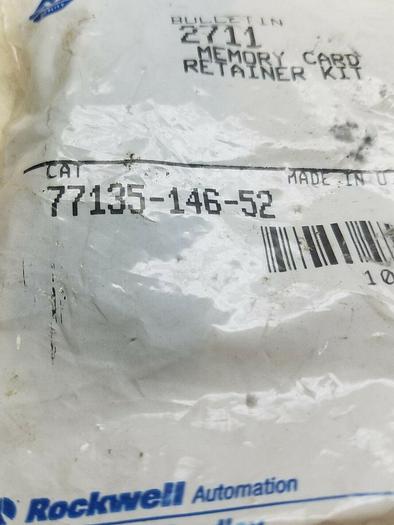 BULLETIN
2711
MEMORY CARD
RETAINER KIT
CAT
MADE IN U
77135-146-52
10
Rockwell Automation